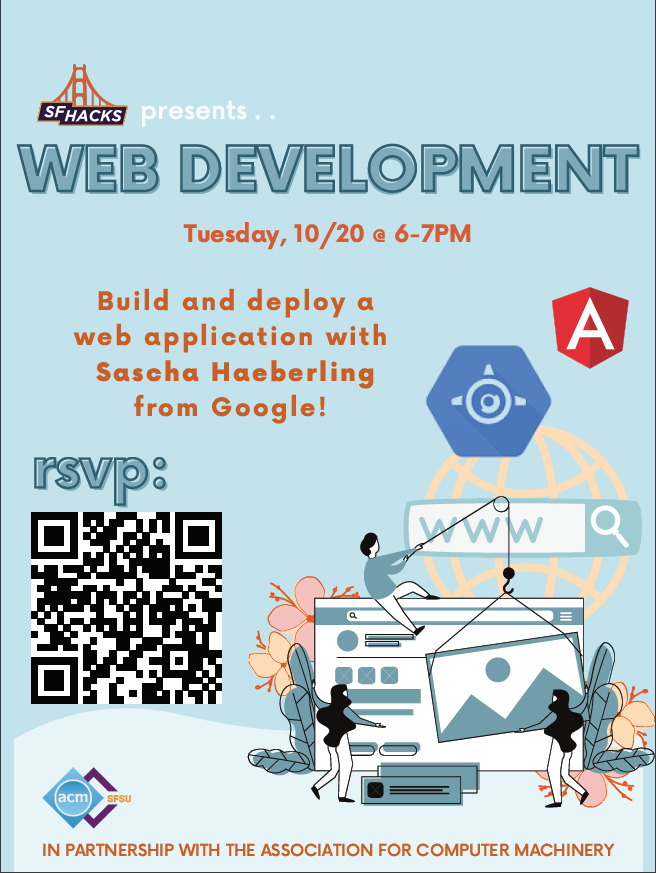 SF HACKS
presents . .
WEB DEVELOPMENT
Tuesday, 10/20 @ 6-7PM
Build and deploy a
web application with
Sascha Haeberling
from Google!
A
rsvp:
WWW
acm SFSU
IN PARTNERSHIP WITH THE ASSOCIATION FOR COMPUTER MACHINERY